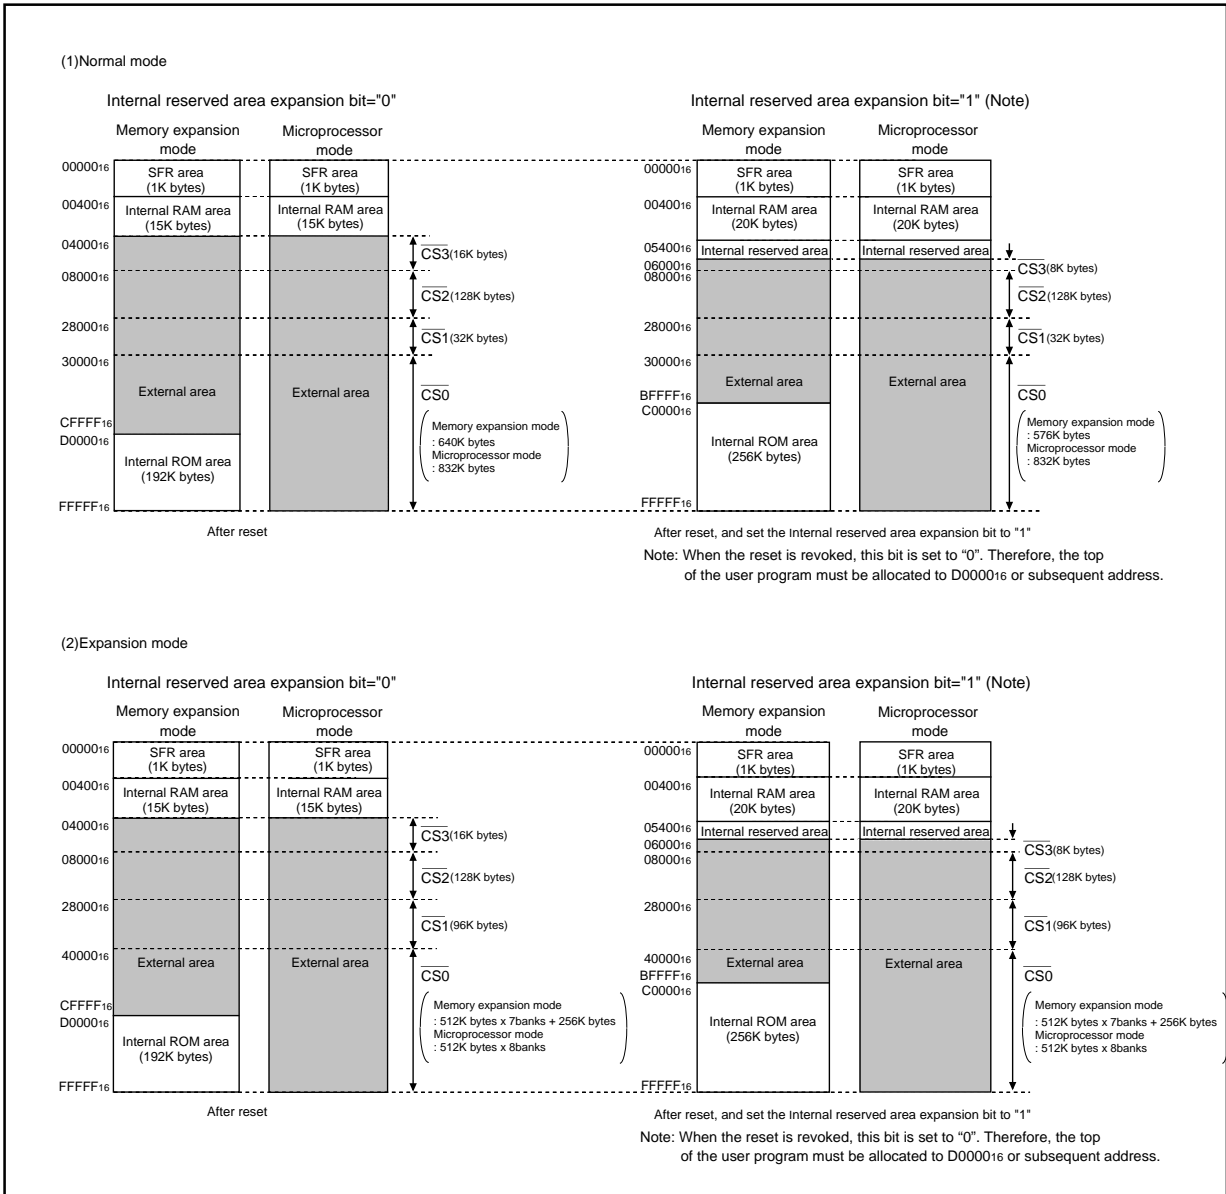 (1)Normal mode
Internal reserved area expansion bit="0"
Memory expansion mode
Microprocessor mode
0000016
SFR area
(1K bytes)
SFR area
(1K bytes)
0040016
Internal RAM area
(15K bytes)
Internal RAM area
(15K bytes)
0400016
CS3(16K bytes)
0800016
CS2(128K bytes)
2800016
CS1(32K bytes)
3000016
External area
External area
CS0
Memory expansion mode
: 640K bytes
Microprocessor mode
: 832K bytes
CFFFF16
D000016
Internal ROM area
(192K bytes)
FFFFF16
After reset
Internal reserved area expansion bit="1" (Note)
Memory expansion mode
Microprocessor mode
0000016
SFR area
(1K bytes)
SFR area
(1K bytes)
0040016
Internal RAM area
(20K bytes)
Internal RAM area
(20K bytes)
0540016
Internal reserved area
Internal reserved area
0600016
0800016
CS3(8K bytes)
CS2(128K bytes)
2800016
CS1(32K bytes)
3000016
External area
External area
CS0
Memory expansion mode
: 576K bytes
Microprocessor mode
: 832K bytes
BFFFF16
C000016
Internal ROM area
(256K bytes)
FFFFF16
After reset, and set the Internal reserved area expansion bit to "1"
Note: When the reset is revoked, this bit is set to “0”. Therefore, the top
of the user program must be allocated to D000016 or subsequent address.
(2)Expansion mode
Internal reserved area expansion bit="0"
Memory expansion mode
Microprocessor mode
0000016
SFR area
(1K bytes)
SFR area
(1K bytes)
0040016
Internal RAM area
(15K bytes)
Internal RAM area
(15K bytes)
0400016
CS3(16K bytes)
0800016
CS2(128K bytes)
2800016
CS1(96K bytes)
4000016
External area
External area
CS0
Memory expansion mode
: 512K bytes x 7banks + 256K bytes
Microprocessor mode
: 512K bytes x 8banks
CFFFF16
D000016
Internal ROM area
(192K bytes)
FFFFF16
After reset
Internal reserved area expansion bit="1" (Note)
Memory expansion mode
Microprocessor mode
0000016
SFR area
(1K bytes)
SFR area
(1K bytes)
0040016
Internal RAM area
(20K bytes)
Internal RAM area
(20K bytes)
0540016
Internal reserved area
Internal reserved area
0600016
0800016
CS3(8K bytes)
CS2(128K bytes)
2800016
CS1(96K bytes)
4000016
External area
External area
CS0
Memory expansion mode
: 512K bytes x 7banks + 256K bytes
Microprocessor mode
: 512K bytes x 8banks
BFFFF16
C000016
Internal ROM area
(256K bytes)
FFFFF16
After reset, and set the Internal reserved area expansion bit to "1"
Note: When the reset is revoked, this bit is set to “0”. Therefore, the top
of the user program must be allocated to D000016 or subsequent address.